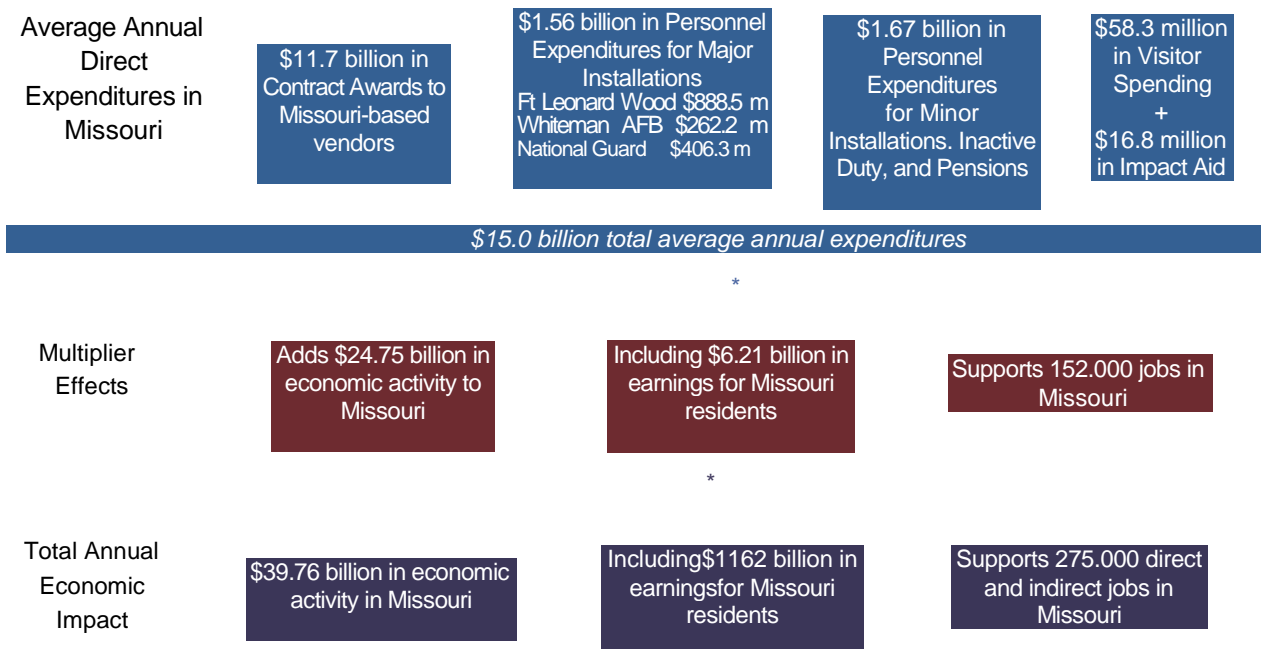 Average Annual
Direct
Expenditures in
Missouri
$11.7 billion in
Contract Awards to
Missouri-based
vendors
$1.56 billion in Personnel
Expenditures for Major
Installations
Ft Leonard Wood $888.5 m
Whiteman AFB $262.2 m
National Guard $406.3 m
$1.67 billion in
Personnel
Expenditures
for Minor
Installations. Inactive
Duty, and Pensions
$58.3 million
in Visitor
Spending
+
$16.8 million
in Impact Aid
$15.0 billion total average annual expenditures
*
Multiplier
Effects
Adds $24.75 billion in
economic activity to
Missouri
Including $6.21 billion in
earnings for Missouri
residents
Supports 152.000 jobs in
Missouri
*
Total Annual
Economic
Impact
$39.76 billion in economic
activity in Missouri
Including$1162 billion in
earningsfor Missouri
residents
Supports 275.000 direct
and indirect jobs in
Missouri